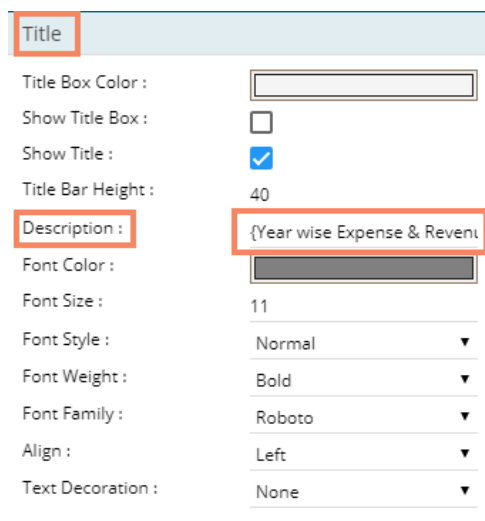 Title
Title Box Color :
Show Title Box :
Show Title :
Title Bar Height : 40
Description : {Year wise Expense & Revenu
Font Color :
Font Size : 11
Font Style : Normal
Font Weight : Bold
Font Family : Roboto
Align : Left
Text Decoration : None